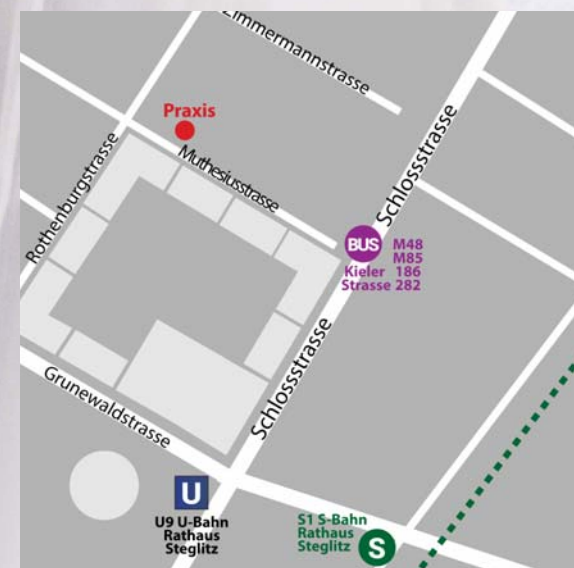 Zimmermannstrasse
Praxis
Muthesiusstrasse
Rothenburgstrasse
Schlossstrasse
BUS
M48
M85
Kieler 186
Strasse 282
Schlossstrasse
Grunewaldstrasse
U
U9 U-Bahn
Rathaus
Steglitz
S1 S-Bahn
Rathaus
Steglitz
S